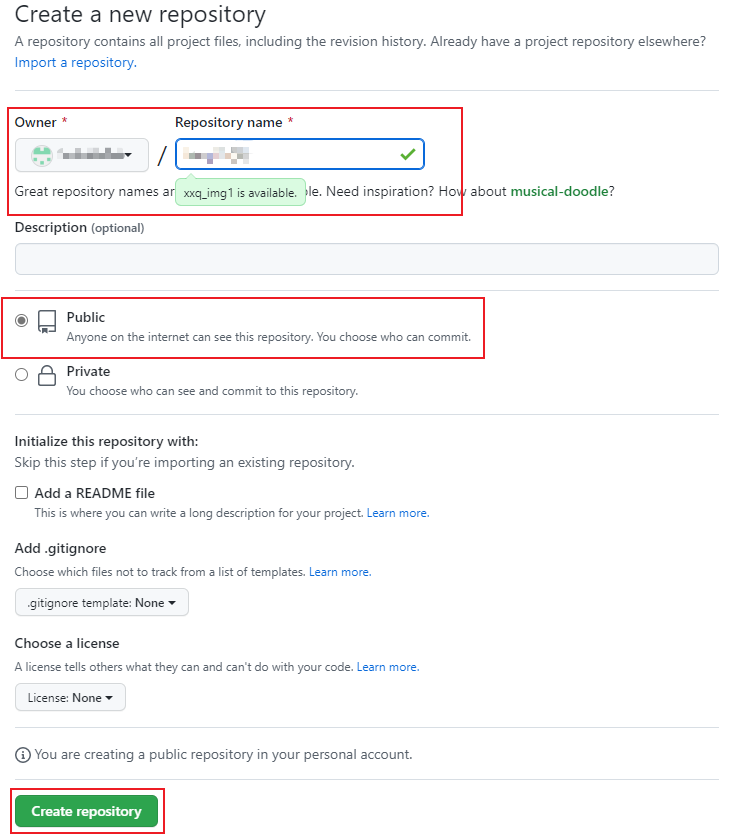 Create a new repository
A repository contains all project files, including the revision history. Already have a project repository elsewhere?
Import a repository.
Owner *
Repository name *
/
Great repository names ar
le. Need inspiration? How about musical-doodle?
xxq_img1 is available.
Description (optional)
Public
Anyone on the internet can see this repository. You choose who can commit.
Private
You choose who can see and commit to this repository.
Initialize this repository with:
Skip this step if you're importing an existing repository.
Add a README file
This is where you can write a long description for your project. Learn more.
Add .gitignore
Choose which files not to track from a list of templates. Learn more.
.gitignore template: None
Choose a license
A license tells others what they can and can't do with your code. Learn more.
License: None
You are creating a public repository in your personal account.
Create repository